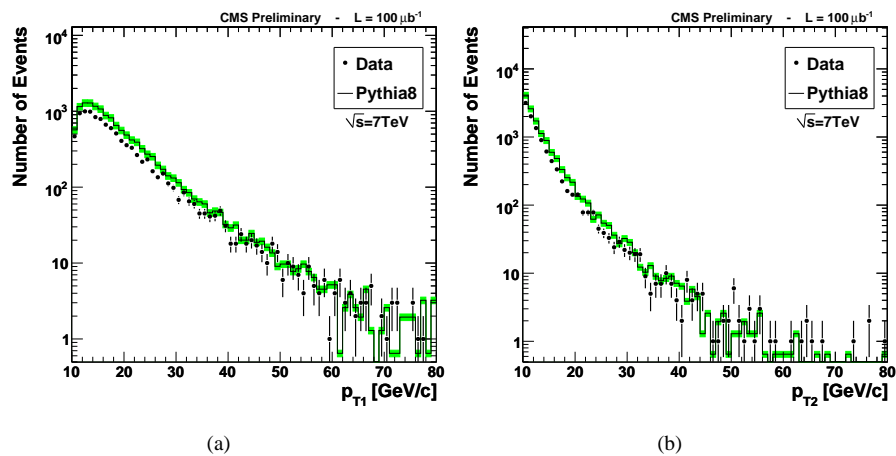 CMS Preliminary - L = 100 μb⁻¹
Number of Events
10⁴
10³
10²
10
1
Data
Pythia8
√s=7TeV
10 20 30 40 50 60 70 80
p_T1 [GeV/c]
(a)
CMS Preliminary - L = 100 μb⁻¹
Number of Events
10⁴
10³
10²
10
1
Data
Pythia8
√s=7TeV
10 20 30 40 50 60 70 80
p_T2 [GeV/c]
(b)